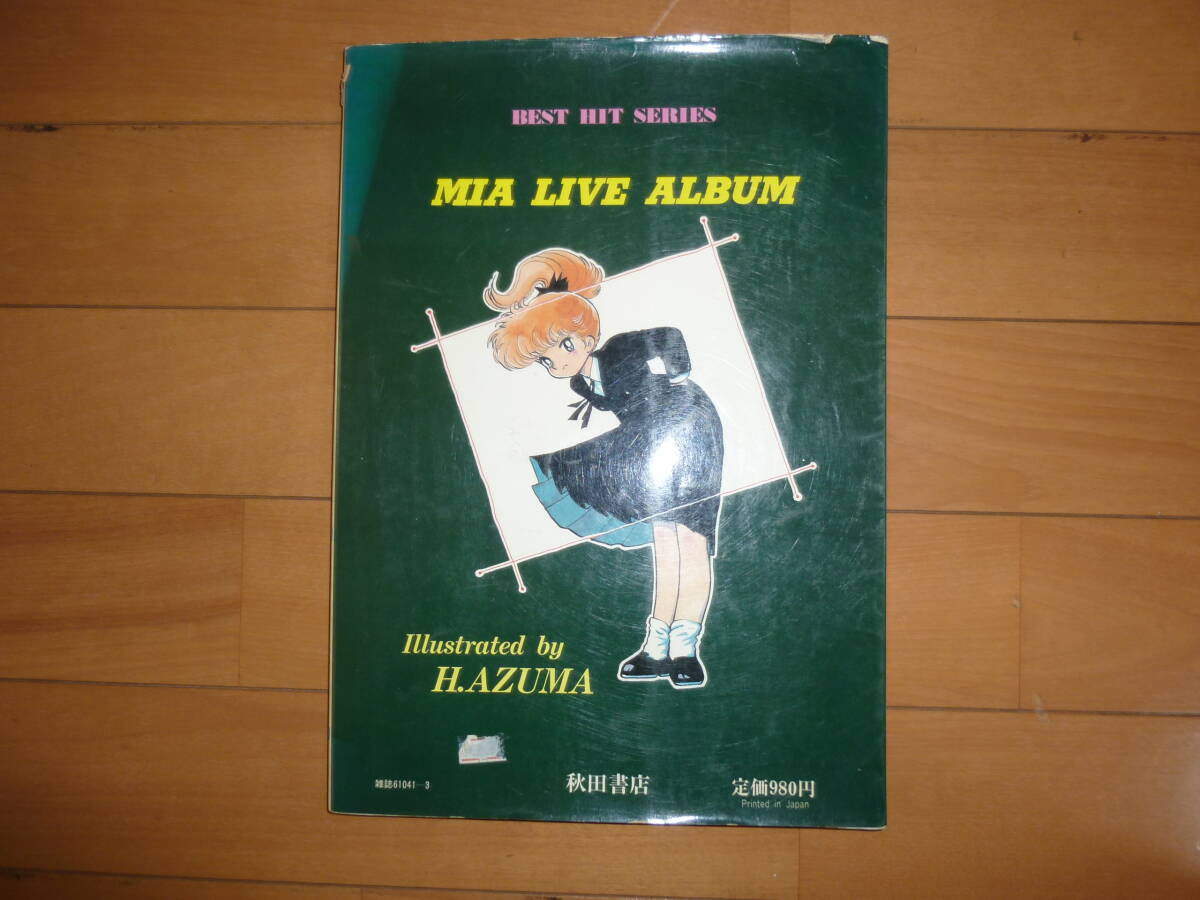 BEST HIT SERIES
MIA LIVE ALBUM
Illustrated by
H.AZUMA
雑誌61041-3
秋田書店
定価980円
Printed in Japan